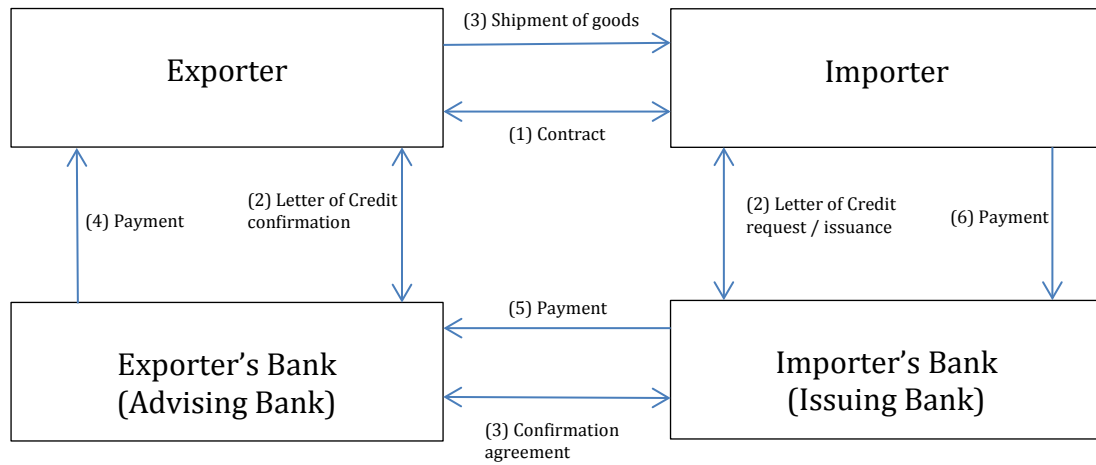 (3) Shipment of goods
Exporter
Importer
(1) Contract
(4) Payment
(2) Letter of Credit
confirmation
(2) Letter of Credit
request / issuance
(6) Payment
(5) Payment
Exporter’s Bank
(Advising Bank)
Importer’s Bank
(Issuing Bank)
(3) Confirmation
agreement